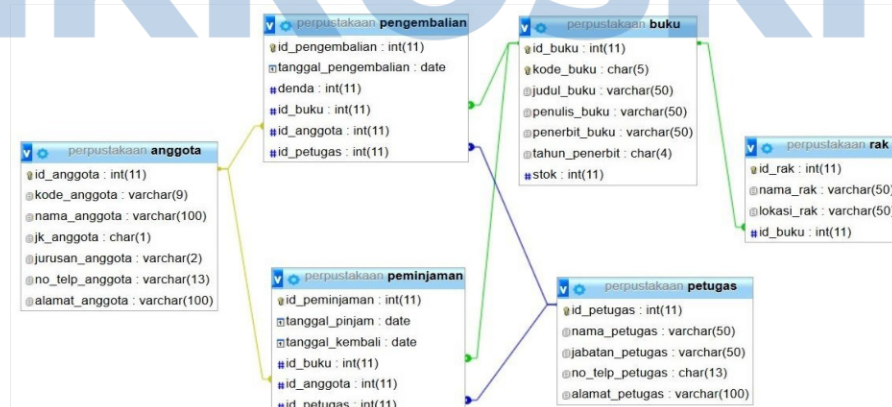 perpustakaan pengembalian
id_pengembalian : int(11)
tanggal_pengembalian : date
denda : int(11)
id_buku : int(11)
id_anggota : int(11)
id_petugas : int(11)
perpustakaan buku
id_buku : int(11)
kode_buku : char(5)
judul_buku : varchar(50)
penulis_buku : varchar(50)
penerbit_buku : varchar(50)
tahun_penerbit : char(4)
stok : int(11)
perpustakaan anggota
id_anggota : int(11)
kode_anggota : varchar(9)
nama_anggota : varchar(100)
jk_anggota : char(1)
jurusan_anggota : varchar(2)
no_telp_anggota : varchar(13)
alamat_anggota : varchar(100)
perpustakaan rak
id_rak : int(11)
nama_rak : varchar(50)
lokasi_rak : varchar(50)
id_buku : int(11)
perpustakaan peminjaman
id_peminjaman : int(11)
tanggal_pinjam : date
tanggal_kembali : date
id_buku : int(11)
id_anggota : int(11)
id_petugas : int(11)
perpustakaan petugas
id_petugas : int(11)
nama_petugas : varchar(50)
jabatan_petugas : varchar(50)
no_telp_petugas : char(13)
alamat_petugas : varchar(100)